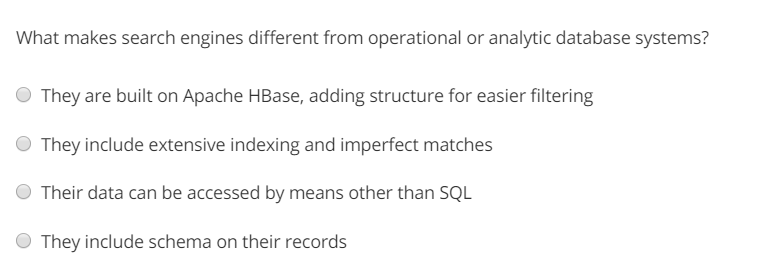 What makes search engines different from operational or analytic database systems?
They are built on Apache HBase, adding structure for easier filtering
They include extensive indexing and imperfect matches
Their data can be accessed by means other than SQL
They include schema on their records